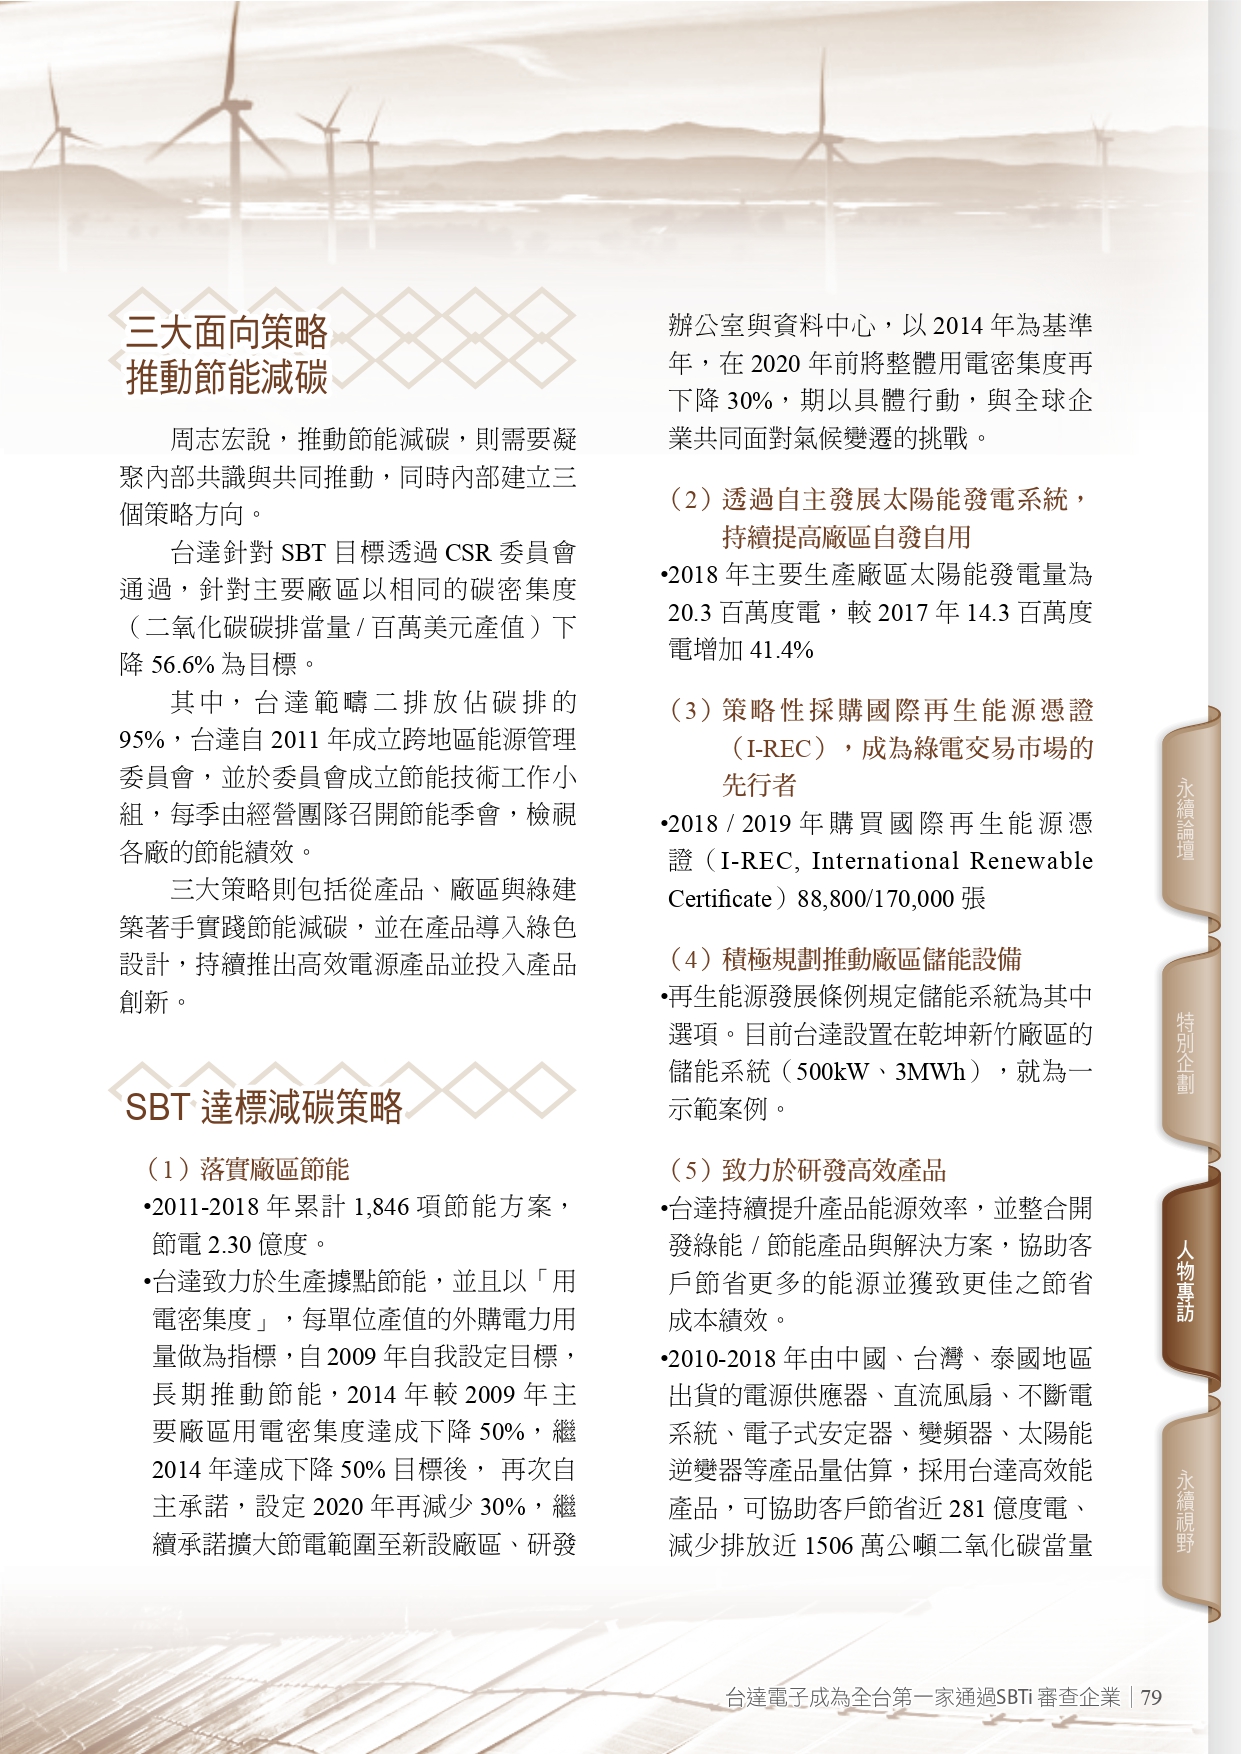 三大面向策略
推動節能減碳
周志宏說，推動節能減碳，則需要凝
聚內部共識與共同推動，同時內部建立三
個策略方向。
台達針對 SBT 目標透過 CSR 委員會
通過，針對主要廠區以相同的碳密集度
（二氧化碳碳排當量 / 百萬美元產值）下
降 56.6% 為目標。
其中，台達範疇二排放佔碳排的
95%，台達自 2011 年成立跨地區能源管理
委員會，並於委員會成立節能技術工作小
組，每季由經營團隊召開節能季會，檢視
各廠的節能績效。
三大策略則包括從產品、廠區與綠建
築著手實踐節能減碳，並在產品導入綠色
設計，持續推出高效電源產品並投入產品
創新。
SBT 達標減碳策略
（1）落實廠區節能
•2011-2018 年累計 1,846 項節能方案，
節電 2.30 億度。
•台達致力於生產據點節能，並且以「用
電密集度」，每單位產值的外購電力用
量做為指標，自 2009 年自我設定目標，
長期推動節能，2014 年較 2009 年主
要廠區用電密集度達成下降 50%，繼
2014 年達成下降 50% 目標後， 再次自
主承諾，設定 2020 年再減少 30%，繼
續承諾擴大節電範圍至新設廠區、研發
辦公室與資料中心，以 2014 年為基準
年，在 2020 年前將整體用電密集度再
下降 30%，期以具體行動，與全球企
業共同面對氣候變遷的挑戰。
（2）透過自主發展太陽能發電系統，
持續提高廠區自發自用
•2018 年主要生產廠區太陽能發電量為
20.3 百萬度電，較 2017 年 14.3 百萬度
電增加 41.4%
（3）策略性採購國際再生能源憑證
（I-REC），成為綠電交易市場的
先行者
•2018 / 2019 年購買國際再生能源憑
證（I-REC, International Renewable
Certificate）88,800/170,000 張
（4）積極規劃推動廠區儲能設備
•再生能源發展條例規定儲能系統為其中
選項。目前台達設置在乾坤新竹廠區的
儲能系統（500kW、3MWh），就為一
示範案例。
（5）致力於研發高效產品
•台達持續提升產品能源效率，並整合開
發綠能 / 節能產品與解決方案，協助客
戶節省更多的能源並獲致更佳之節省
成本績效。
•2010-2018 年由中國、台灣、泰國地區
出貨的電源供應器、直流風扇、不斷電
系統、電子式安定器、變頻器、太陽能
逆變器等產品量估算，採用台達高效能
產品，可協助客戶節省近 281 億度電、
減少排放近 1506 萬公噸二氧化碳當量
永續論壇
特別企劃
人物專訪
永續視野
台達電子成為全台第一家通過SBTi 審查企業｜79